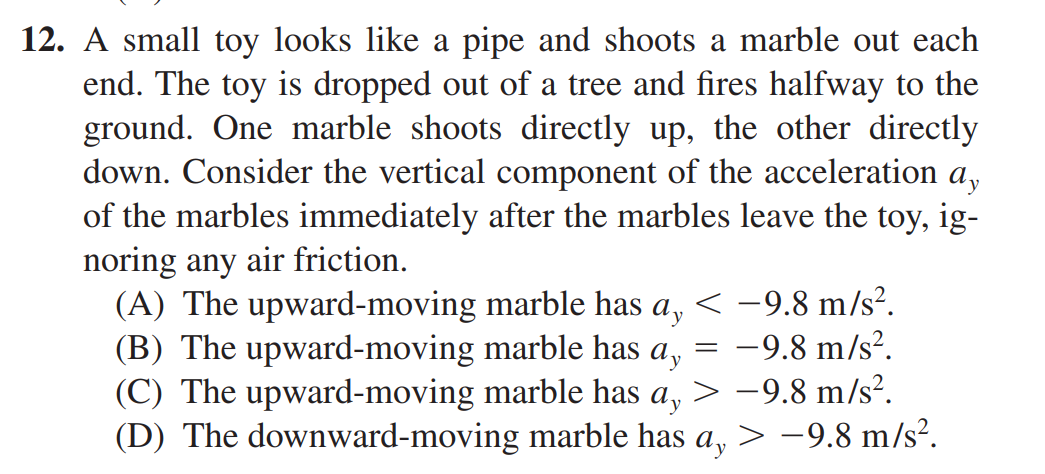 12. A small toy looks like a pipe and shoots a marble out each
end. The toy is dropped out of a tree and fires halfway to the
ground. One marble shoots directly up, the other directly
down. Consider the vertical component of the acceleration a_y
of the marbles immediately after the marbles leave the toy, ig-
noring any air friction.
(A) The upward-moving marble has a_y < −9.8 m/s².
(B) The upward-moving marble has a_y = −9.8 m/s².
(C) The upward-moving marble has a_y > −9.8 m/s².
(D) The downward-moving marble has a_y > −9.8 m/s².